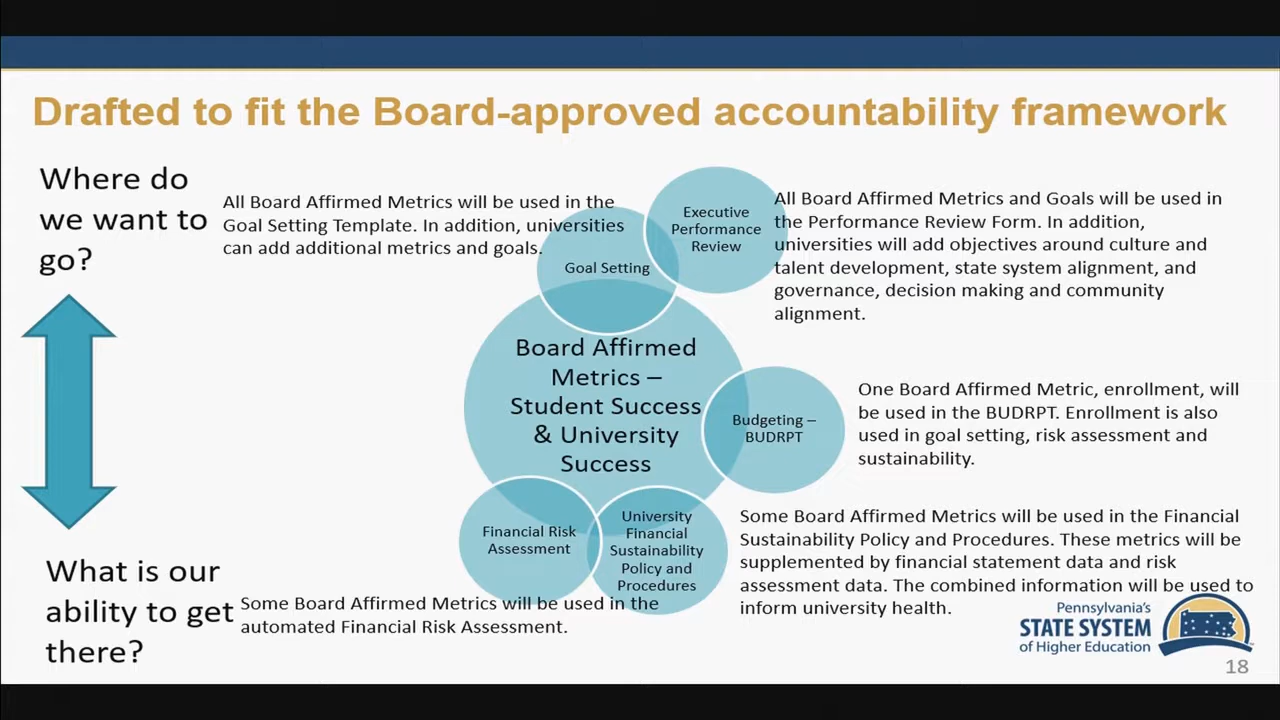 Drafted to fit the Board-approved accountability framework
Where do
we want to
go?
All Board Affirmed Metrics will be used in the
Goal Setting Template. In addition, universities
can add additional metrics and goals.
Goal Setting
Executive
Performance
Review
All Board Affirmed Metrics and Goals will be used in
the Performance Review Form. In addition,
universities will add objectives around culture and
talent development, state system alignment, and
governance, decision making and community
alignment.
Board Affirmed
Metrics –
Student Success
& University
Success
Budgeting –
BUDRPT
One Board Affirmed Metric, enrollment, will
be used in the BUDRPT. Enrollment is also
used in goal setting, risk assessment and
sustainability.
Financial Risk
Assessment
University
Financial
Sustainability
Policy and
Procedures
Some Board Affirmed Metrics will be used in the Financial
Sustainability Policy and Procedures. These metrics will be
supplemented by financial statement data and risk
assessment data. The combined information will be used to
inform university health.
What is our
ability to get
there?
Some Board Affirmed Metrics will be used in the
automated Financial Risk Assessment.
Pennsylvania's
STATE SYSTEM
of Higher Education
18